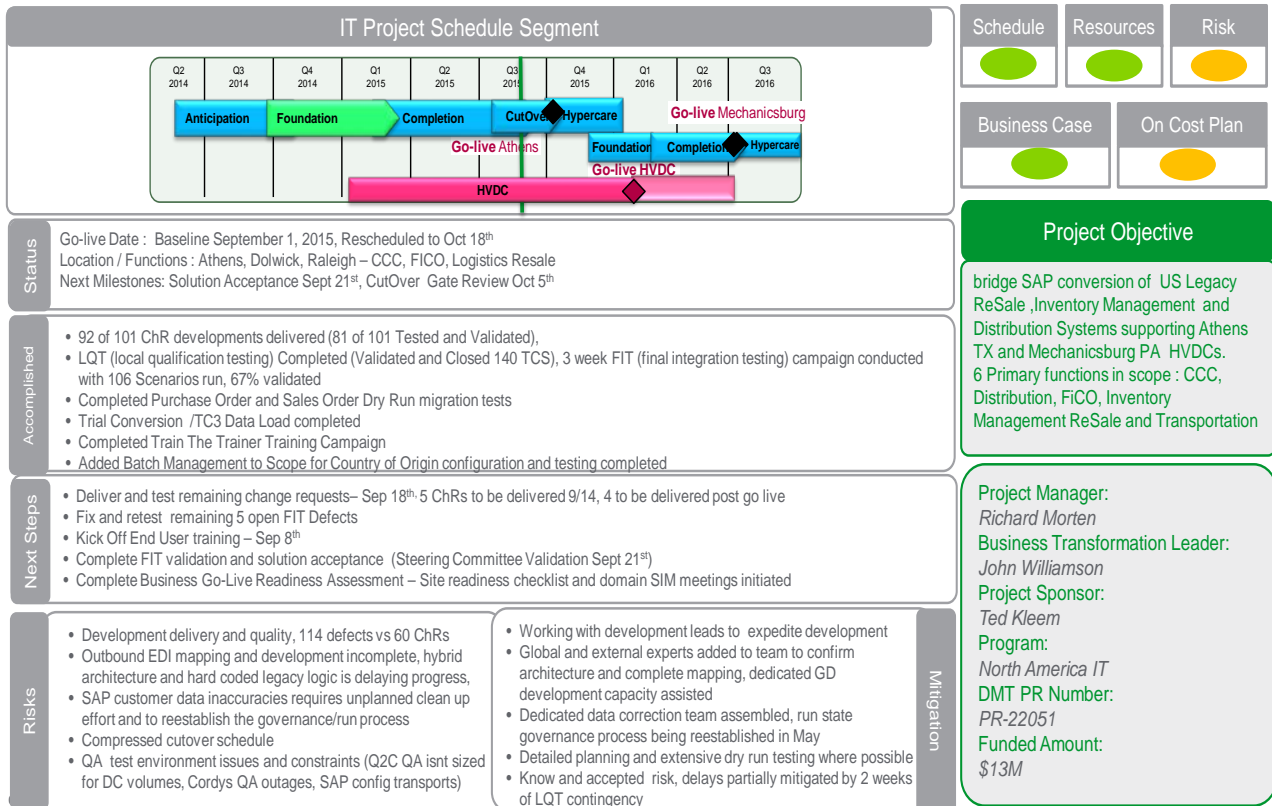 IT Project Schedule Segment
Q2
2014
Q3
2014
Q4
2014
Q1
2015
Q2
2015
Q3
2015
Q4
2015
Q1
2016
Q2
2016
Q3
2016
Anticipation
Foundation
Completion
CutOver
Hypercare
Go-live Mechanicsburg
Go-live Athens
Foundation
Completion
Hypercare
Go-live HVDC
HVDC
Schedule
Resources
Risk
Business Case
On Cost Plan
Status
Go-live Date : Baseline September 1, 2015, Rescheduled to Oct 18th
Location / Functions : Athens, Dolwick, Raleigh – CCC, FICO, Logistics Resale
Next Milestones: Solution Acceptance Sept 21st, CutOver Gate Review Oct 5th
Accomplished
• 92 of 101 ChR developments delivered (81 of 101 Tested and Validated),
• LQT (local qualification testing) Completed (Validated and Closed 140 TCS), 3 week FIT (final integration testing) campaign conducted
with 106 Scenarios run, 67% validated
• Completed Purchase Order and Sales Order Dry Run migration tests
• Trial Conversion /TC3 Data Load completed
• Completed Train The Trainer Training Campaign
• Added Batch Management to Scope for Country of Origin configuration and testing completed
Next Steps
• Deliver and test remaining change requests– Sep 18th, 5 ChRs to be delivered 9/14, 4 to be delivered post go live
• Fix and retest remaining 5 open FIT Defects
• Kick Off End User training – Sep 8th
• Complete FIT validation and solution acceptance (Steering Committee Validation Sept 21st)
• Complete Business Go-Live Readiness Assessment – Site readiness checklist and domain SIM meetings initiated
Risks
• Development delivery and quality, 114 defects vs 60 ChRs
• Outbound EDI mapping and development incomplete, hybrid
architecture and hard coded legacy logic is delaying progress,
• SAP customer data inaccuracies requires unplanned clean up
effort and to reestablish the governance/run process
• Compressed cutover schedule
• QA test environment issues and constraints (Q2C QA isnt sized
for DC volumes, Cordys QA outages, SAP config transports)
• Working with development leads to expedite development
• Global and external experts added to team to confirm
architecture and complete mapping, dedicated GD
development capacity assisted
• Dedicated data correction team assembled, run state
governance process being reestablished in May
• Detailed planning and extensive dry run testing where possible
• Know and accepted risk, delays partially mitigated by 2 weeks
of LQT contingency
Mitigation
Project Objective
bridge SAP conversion of US Legacy
ReSale ,Inventory Management and
Distribution Systems supporting Athens
TX and Mechanicsburg PA HVDCs.
6 Primary functions in scope : CCC,
Distribution, FiCO, Inventory
Management ReSale and Transportation
Project Manager:
Richard Morten
Business Transformation Leader:
John Williamson
Project Sponsor:
Ted Kleem
Program:
North America IT
DMT PR Number:
PR-22051
Funded Amount:
$13M